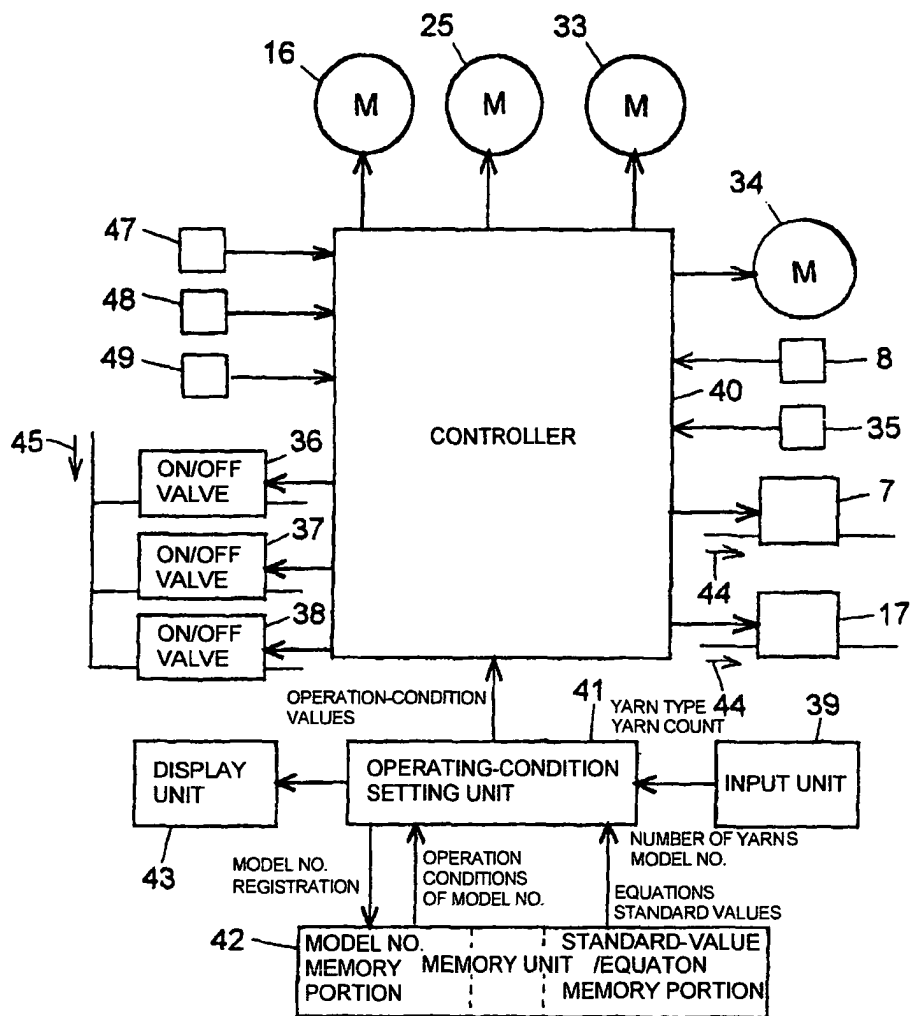 16
25
33
M
M
M
34
M
47
48
49
8
40
35
CONTROLLER
45
36
ON/OFF
VALVE
7
37
ON/OFF
VALVE
44
38
ON/OFF
VALVE
17
44
OPERATION-CONDITION
VALUES
41
YARN TYPE
YARN COUNT
39
DISPLAY
UNIT
OPERATING-CONDITION
SETTING UNIT
INPUT UNIT
43
MODEL NO.
REGISTRATION
OPERATION
CONDITIONS
OF MODEL NO.
NUMBER OF YARNS
MODEL NO.
EQUATIONS
STANDARD VALUES
42
MODEL NO.
MEMORY
PORTION
MEMORY UNIT
STANDARD-VALUE
/EQUATON
MEMORY PORTION